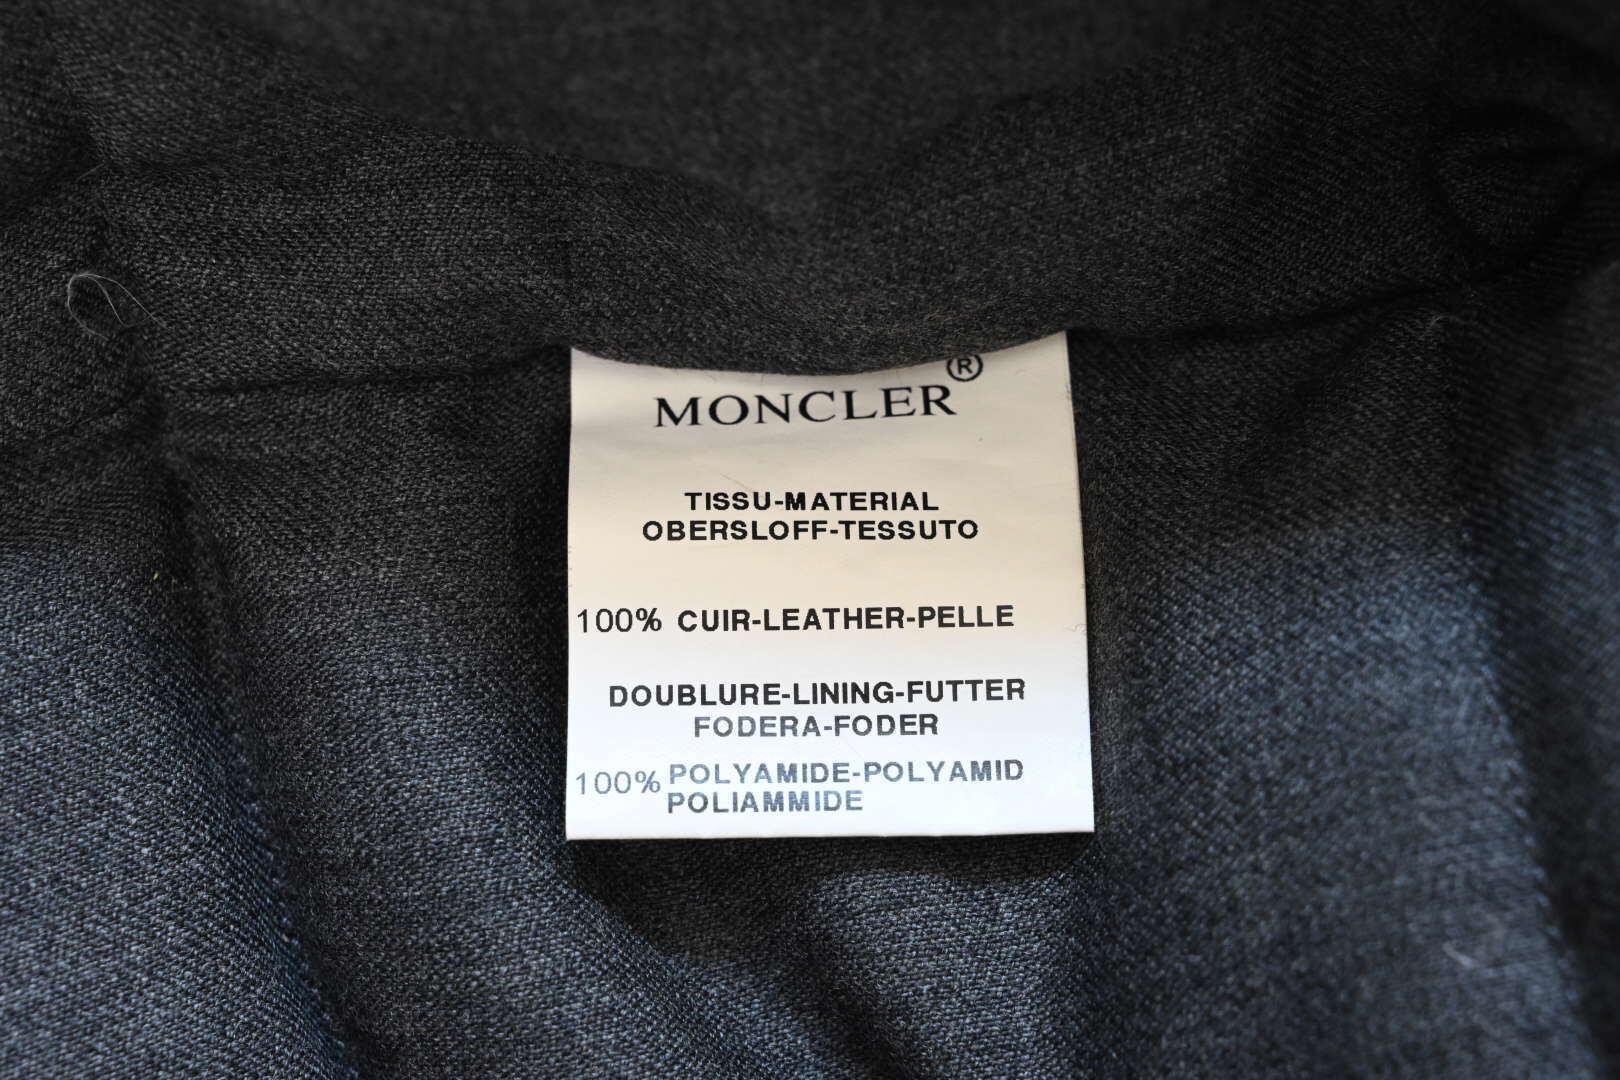 MONCLER®
TISSU-MATERIAL
OBERSLOFF-TESSUTO
100% CUIR-LEATHER-PELLE
DOUBLURE-LINING-FUTTER
FODERA-FODER
100% POLYAMIDE-POLYAMID
POLIAMMIDE